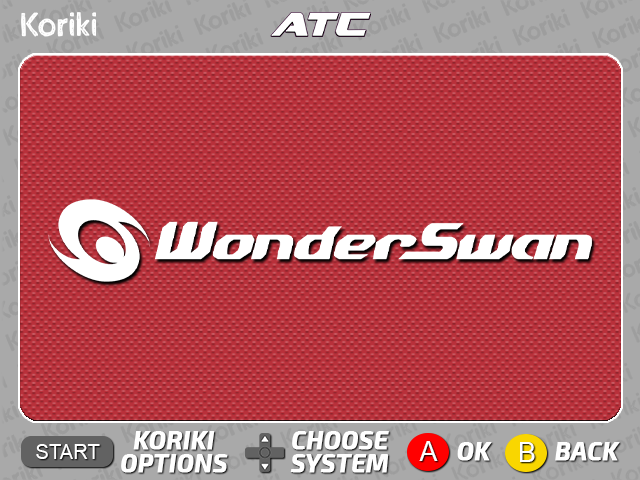 Koriki
ATC
WonderSwan
START
KORIKI
OPTIONS
CHOOSE
SYSTEM
A
OK
B
BACK